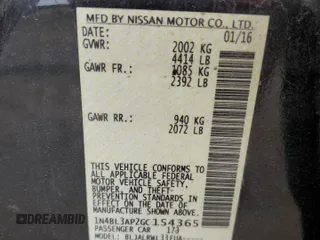 MFD BY NISSAN MOTOR CO., LTD.
DATE: 01/16
GVWR: 2002 KG
4414 LB
GAWR FR.: 1085 KG
2392 LB
GAWR RR.: 940 KG
2072 LB
THIS VEHICLE CONFORMS TO ALL
APPLICABLE FEDERAL MOTOR VEHICLE SAFETY,
BUMPER, AND THEFT PREVENTION
STANDARDS IN EFFECT ON THE DATE OF
MANUFACTURE SHOWN ABOVE.
1N4BL3AP2GC154365
PASSENGER CAR 173
MODEL: